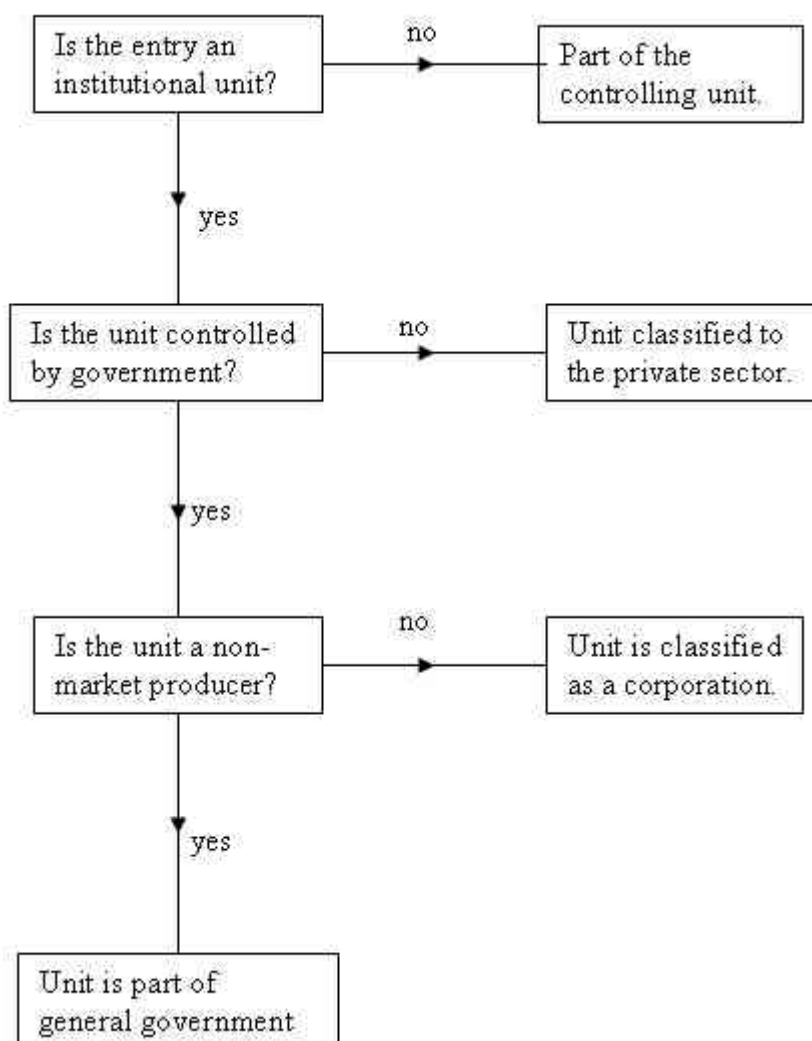 Is the entry an
institutional unit?
no
Part of the
controlling unit.
yes
Is the unit controlled
by government?
no
Unit classified to
the private sector.
yes
Is the unit a non-
market producer?
no
Unit is classified
as a corporation.
yes
Unit is part of
general government